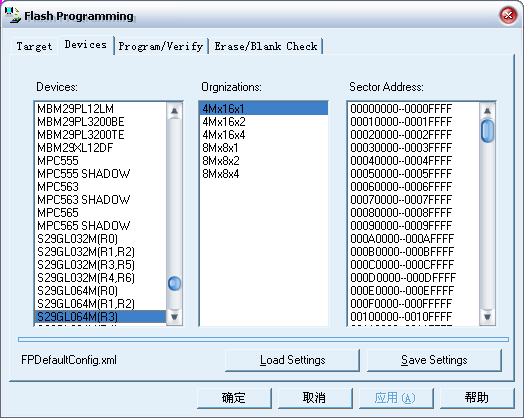 Flash Programming
Target
Devices
Program/Verify
Erase/Blank Check
Devices:
MBM29PL12LM
MBM29PL3200BE
MBM29PL3200TE
MBM29XL12DF
MPC555
MPC555 SHADOW
MPC563
MPC563 SHADOW
MPC565
MPC565 SHADOW
S29GL032M(R0)
S29GL032M(R1,R2)
S29GL032M(R3,R5)
S29GL032M(R4,R6)
S29GL064M(R0)
S29GL064M(R1,R2)
S29GL064M(R3)
Orgnizations:
4Mx16x1
4Mx16x2
4Mx16x4
8Mx8x1
8Mx8x2
8Mx8x4
Sector Address:
00000000--0000FFFF
00010000--0001FFFF
00020000--0002FFFF
00030000--0003FFFF
00040000--0004FFFF
00050000--0005FFFF
00060000--0006FFFF
00070000--0007FFFF
00080000--0008FFFF
00090000--0009FFFF
000A0000--000AFFFF
000B0000--000BFFFF
000C0000--000CFFFF
000D0000--000DFFFF
000E0000--000EFFFF
000F0000--000FFFFF
00100000--0010FFFF
FPDefaultConfig.xml
Load Settings
Save Settings
确定
取消
应用(A)
帮助